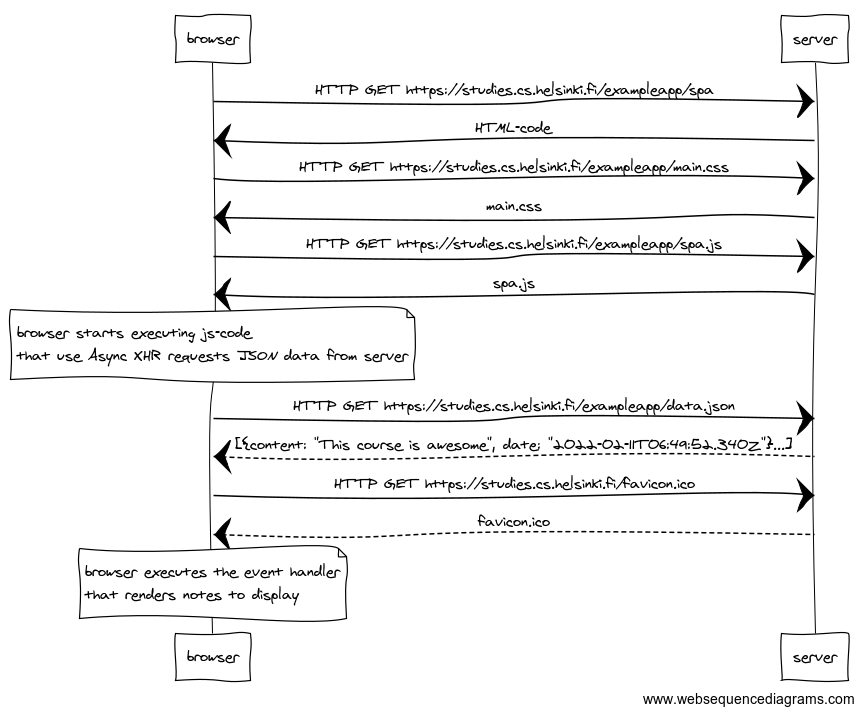 browser
server
HTTP GET https://studies.cs.helsinki.fi/exampleapp/spa
HTML-code
HTTP GET https://studies.cs.helsinki.fi/exampleapp/main.css
main.css
HTTP GET https://studies.cs.helsinki.fi/exampleapp/spa.js
spa.js
browser starts executing js-code
that use Async XHR requests JSON data from server
HTTP GET https://studies.cs.helsinki.fi/exampleapp/data.json
[{content: "This course is awesome", date; "2022-02-11T06:49:52.340Z"}...]
HTTP GET https://studies.cs.helsinki.fi/favicon.ico
favicon.ico
browser executes the event handler
that renders notes to display
browser
server
www.websequencediagrams.com